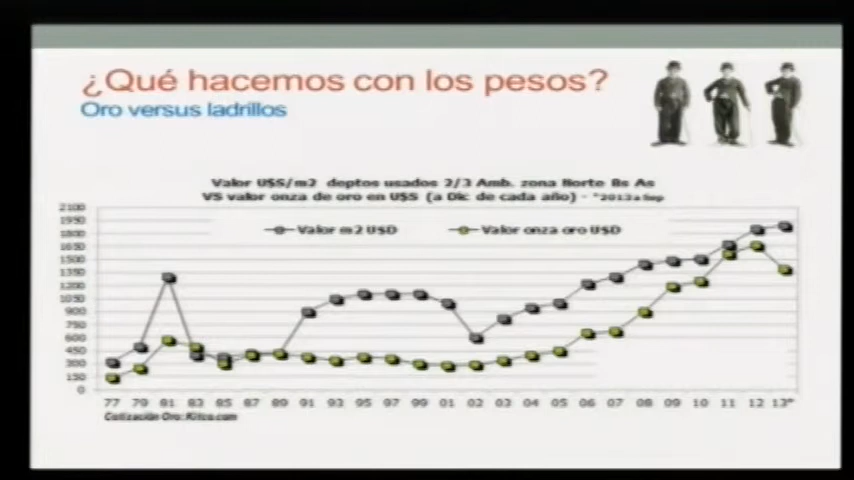 ¿Qué hacemos con los pesos?
Oro versus ladrillos
Valor U$S/m2 deptos usados 2/3 Amb. zona Norte Bs As
VS valor onza de oro en U$S (a Dic de cada año) - *2013 a Sep
Valor m2 U$D Valor onza oro U$D
2100
1950
1800
1650
1500
1350
1200
1050
900
750
600
450
300
150
0
77 79 81 83 85 87 89 91 93 95 97 99 01 02 03 04 05 06 07 08 09 10 11 12 13*
Cotización Oro: Kitco.com